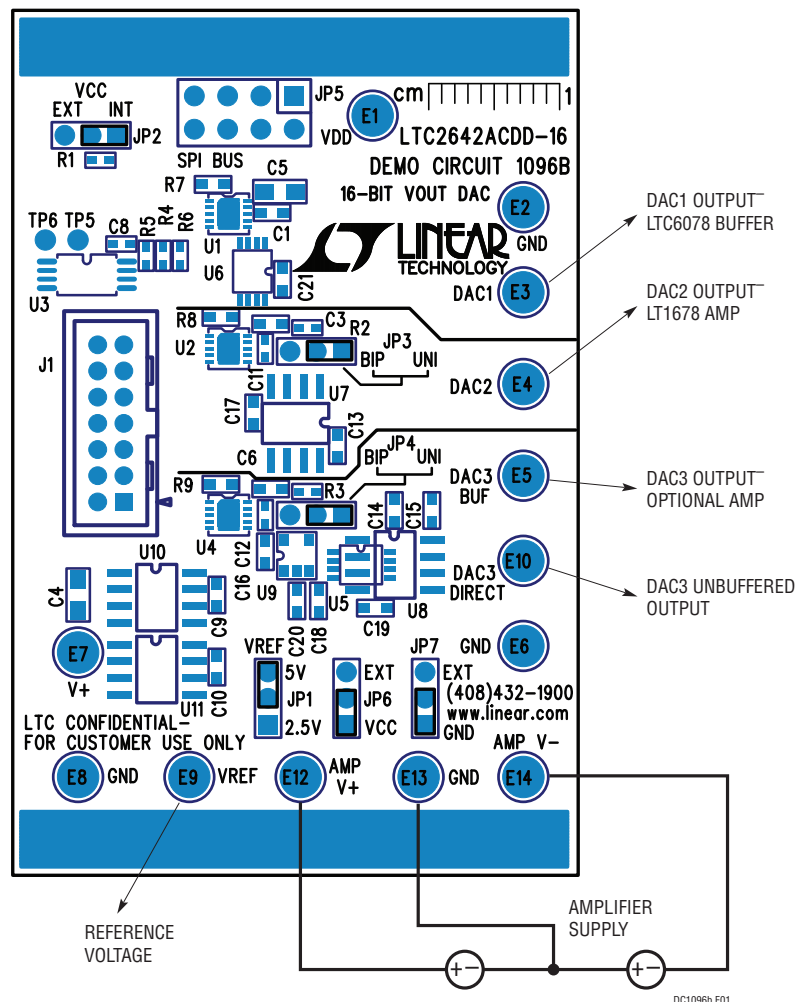 VCC
EXT INT
JP2
R1
JP5
VDD
SPI BUS
E1
cm 1
LTC2642ACDD-16
DEMO CIRCUIT 1096B
16-BIT VOUT DAC
R7
C5
U1
C1
E2
GND
TP6 TP5
C8
R5
R4
R6
U3
U6
C21
LINEAR
TECHNOLOGY
DAC1
E3
DAC1 OUTPUT–
LTC6078 BUFFER
R8
C3
R2
U2
C11
JP3
BIP UNI
DAC2
E4
DAC2 OUTPUT–
LT1678 AMP
J1
C17
U7
C13
C6
JP4
BIP UNI
DAC3
BUF
E5
DAC3 OUTPUT–
OPTIONAL AMP
R9
R3
U4
C12
C16
U9
C14
C15
U5
U8
C19
C20
C18
DAC3
DIRECT
E10
DAC3 UNBUFFERED
OUTPUT
U10
C4
C9
E7
V+
C10
U11
GND
E6
VREF
5V
JP1
2.5V
EXT
JP6
VCC
JP7
EXT
GND
(408)432-1900
www.linear.com
LTC CONFIDENTIAL-
FOR CUSTOMER USE ONLY
E8 GND
E9 VREF
E12
AMP
V+
E13 GND
AMP V-
E14
REFERENCE
VOLTAGE
AMPLIFIER
SUPPLY
+–
+–
DC1096b F01